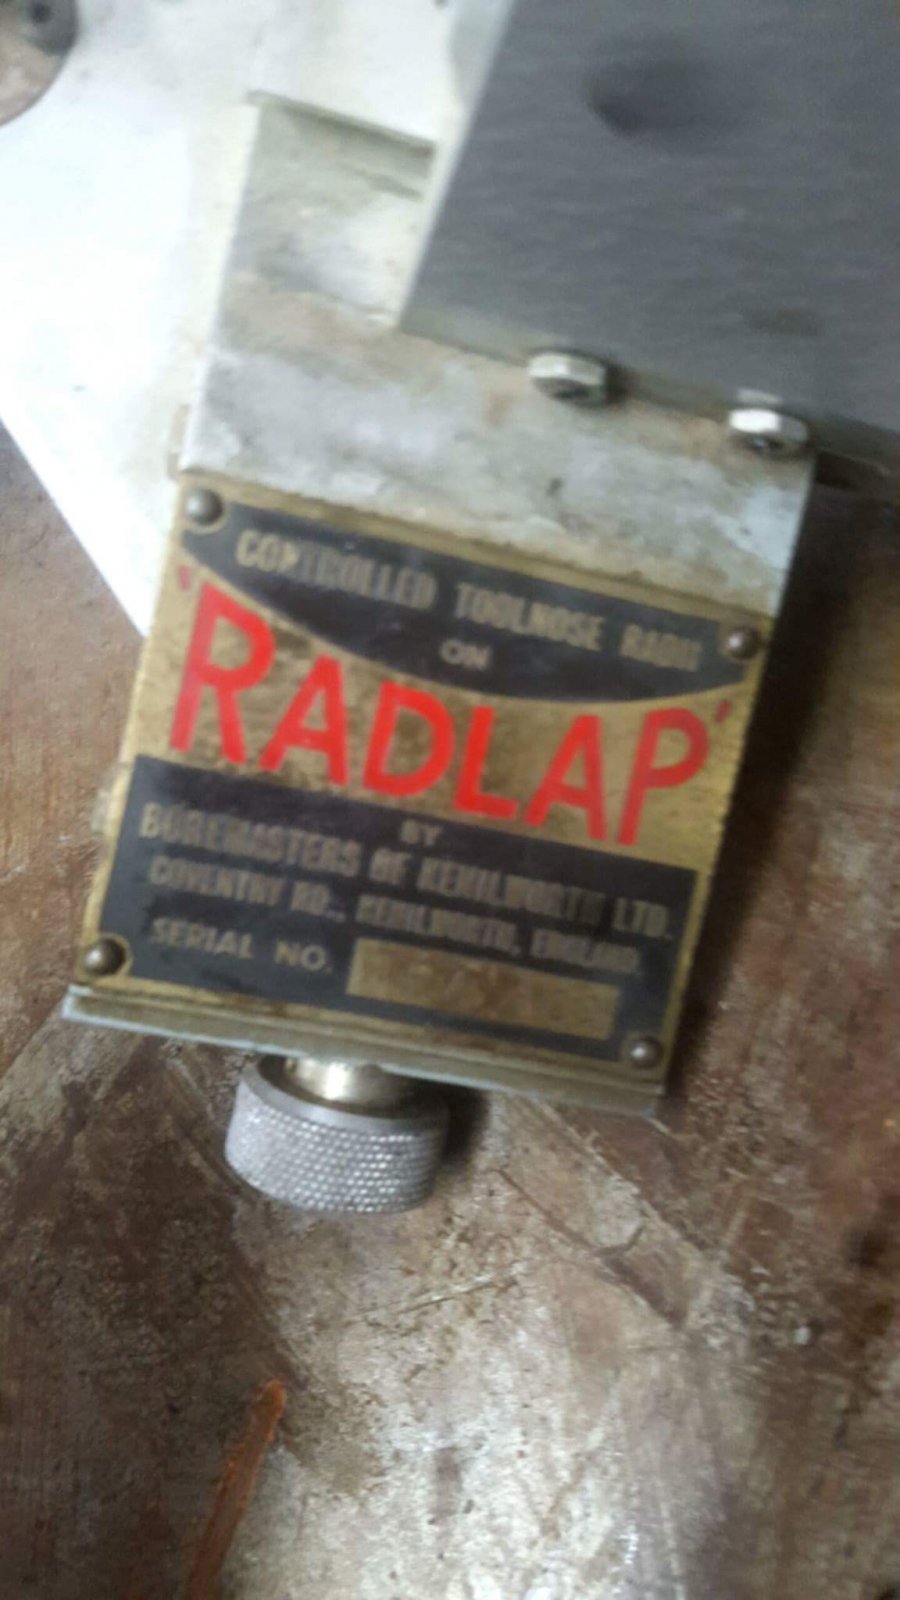 CONTROLLED TOOLNOSE RADII
ON
'RADLAP'
BY
BOREMASTERS OF KENILWORTH LTD.
COVENTRY RD., KENILWORTH, ENGLAND.
SERIAL NO.